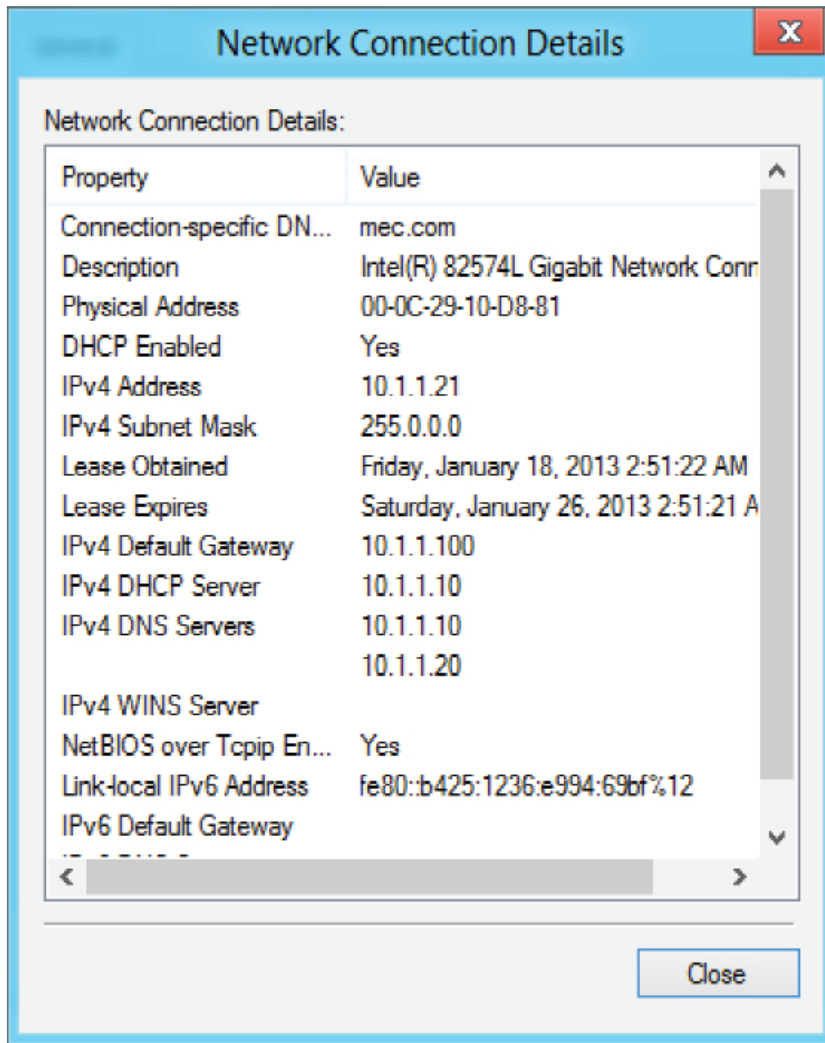 Network Connection Details
X
Network Connection Details:
Property Value
Connection-specific DN... mec.com
Description Intel(R) 82574L Gigabit Network Conn
Physical Address 00-0C-29-10-D8-81
DHCP Enabled Yes
IPv4 Address 10.1.1.21
IPv4 Subnet Mask 255.0.0.0
Lease Obtained Friday, January 18, 2013 2:51:22 AM
Lease Expires Saturday, January 26, 2013 2:51:21 A
IPv4 Default Gateway 10.1.1.100
IPv4 DHCP Server 10.1.1.10
IPv4 DNS Servers 10.1.1.10
10.1.1.20
IPv4 WINS Server
NetBIOS over Tcpip En... Yes
Link-local IPv6 Address fe80::b425:1236:e994:69bf%12
IPv6 Default Gateway
Close